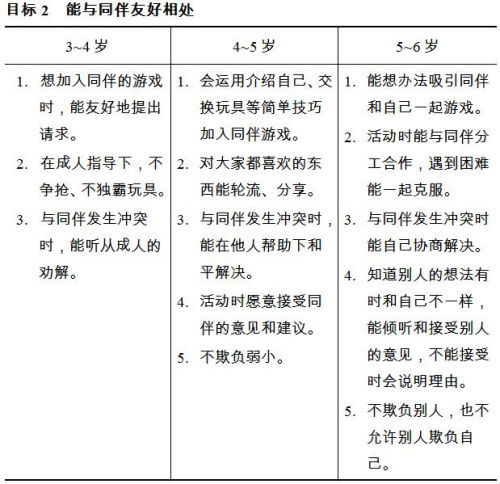 目标 2 能与同伴友好相处
3~4 岁
1. 想加入同伴的游戏
时，能友好地提出
请求。
2. 在成人指导下，不
争抢、不独霸玩具。
3. 与同伴发生冲突
时，能听从成人的
劝解。
4~5 岁
1. 会运用介绍自己、交
换玩具等简单技巧
加入同伴游戏。
2. 对大家都喜欢的东
西能轮流、分享。
3. 与同伴发生冲突时，
能在他人帮助下和
平解决。
4. 活动时愿意接受同
伴的意见和建议。
5. 不欺负弱小。
5~6 岁
1. 能想办法吸引同伴
和自己一起游戏。
2. 活动时能与同伴分
工合作，遇到困难
能一起克服。
3. 与同伴发生冲突时
能自己协商解决。
4. 知道别人的想法有
时和自己不一样，
能倾听和接受别人
的意见，不能接受
时会说明理由。
5. 不欺负别人，也不
允许别人欺负自
己。